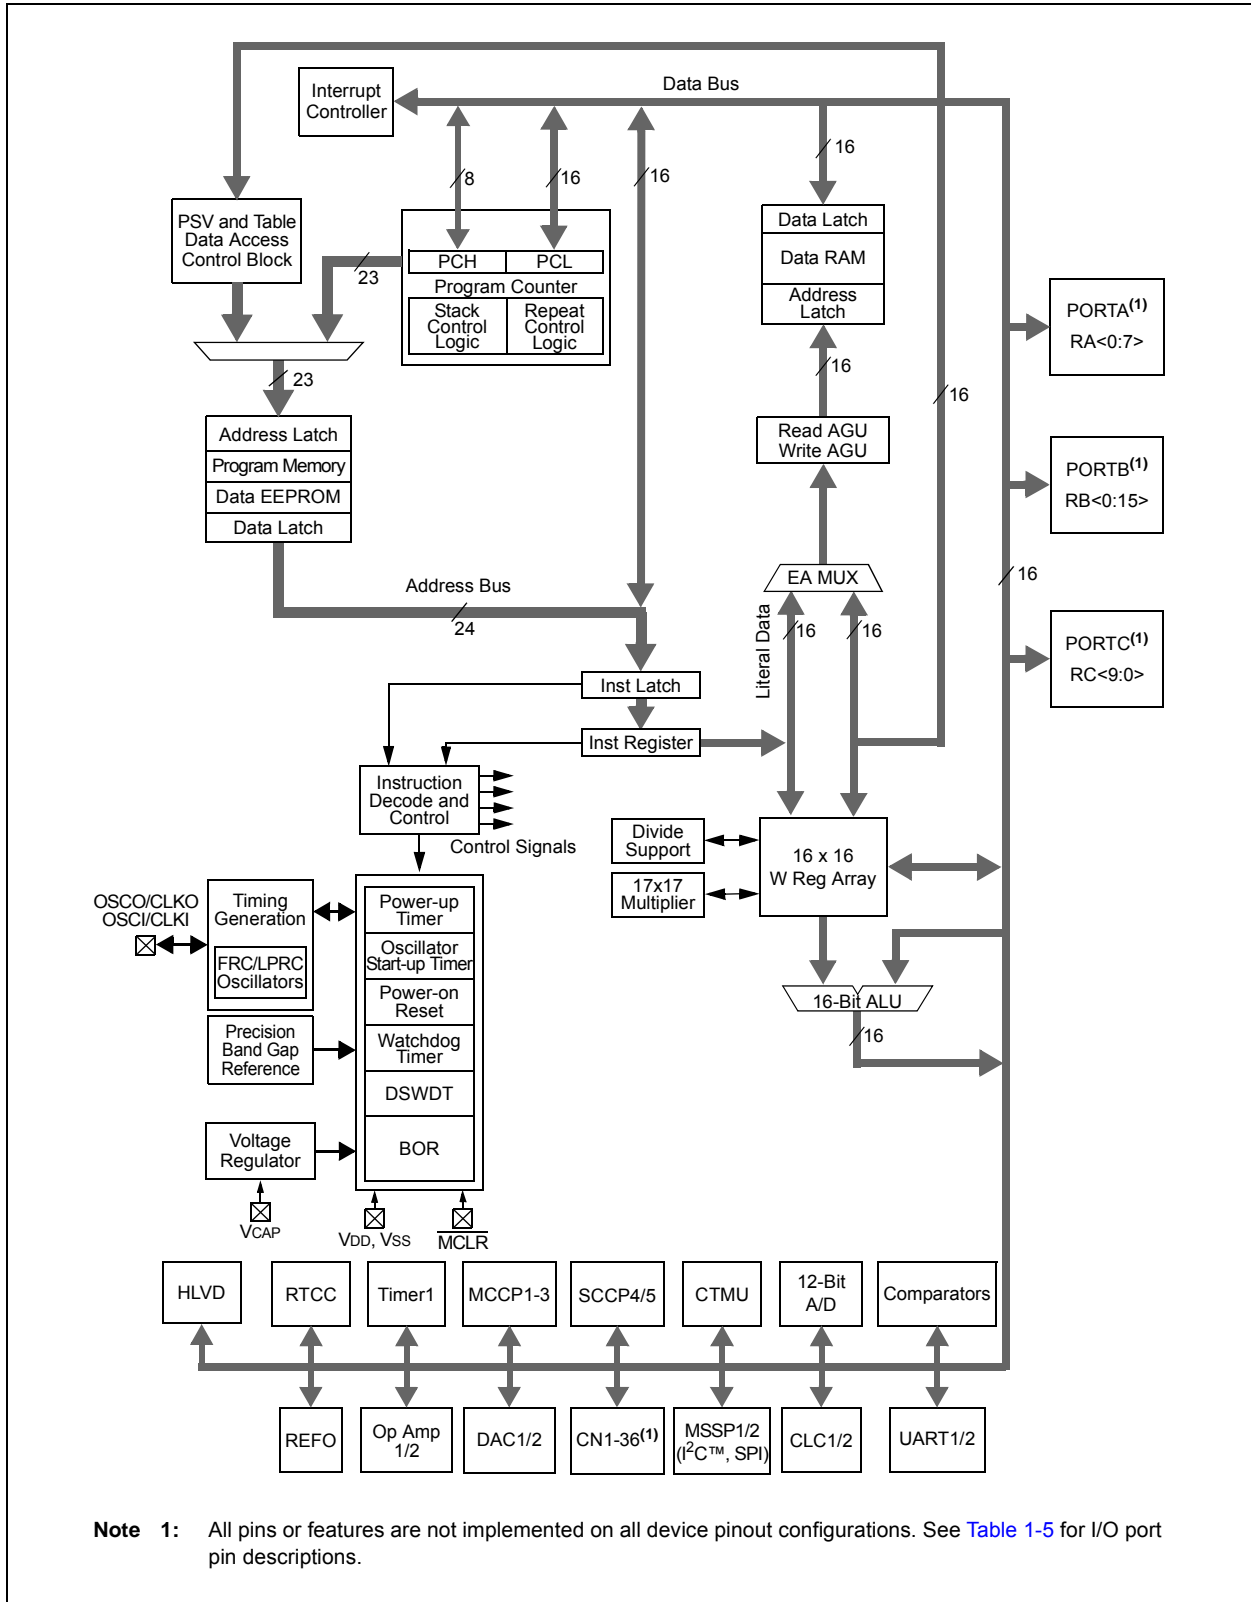 Data Bus
Interrupt
Controller
8
16
16
16
PSV and Table
Data Access
Control Block
23
PCH
PCL
Program Counter
Stack
Control
Logic
Repeat
Control
Logic
Data Latch
Data RAM
Address
Latch
PORTA(1)
RA<0:7>
23
16
16
Address Latch
Program Memory
Data EEPROM
Data Latch
Read AGU
Write AGU
PORTB(1)
RB<0:15>
EA MUX
16
Address Bus
24
Literal Data
16
16
PORTC(1)
RC<9:0>
Inst Latch
Inst Register
Instruction
Decode and
Control
Control Signals
Divide
Support
17x17
Multiplier
16 x 16
W Reg Array
OSCO/CLKO
OSCI/CLKI
Timing
Generation
FRC/LPRC
Oscillators
Power-up
Timer
Oscillator
Start-up Timer
Power-on
Reset
Watchdog
Timer
DSWDT
BOR
16-Bit ALU
16
Precision
Band Gap
Reference
Voltage
Regulator
VCAP
VDD, VSS
MCLR
HLVD
RTCC
Timer1
MCCP1-3
SCCP4/5
CTMU
12-Bit
A/D
Comparators
REFO
Op Amp
1/2
DAC1/2
CN1-36(1)
MSSP1/2
(I2C™, SPI)
CLC1/2
UART1/2
Note 1: All pins or features are not implemented on all device pinout configurations. See Table 1-5 for I/O port
pin descriptions.